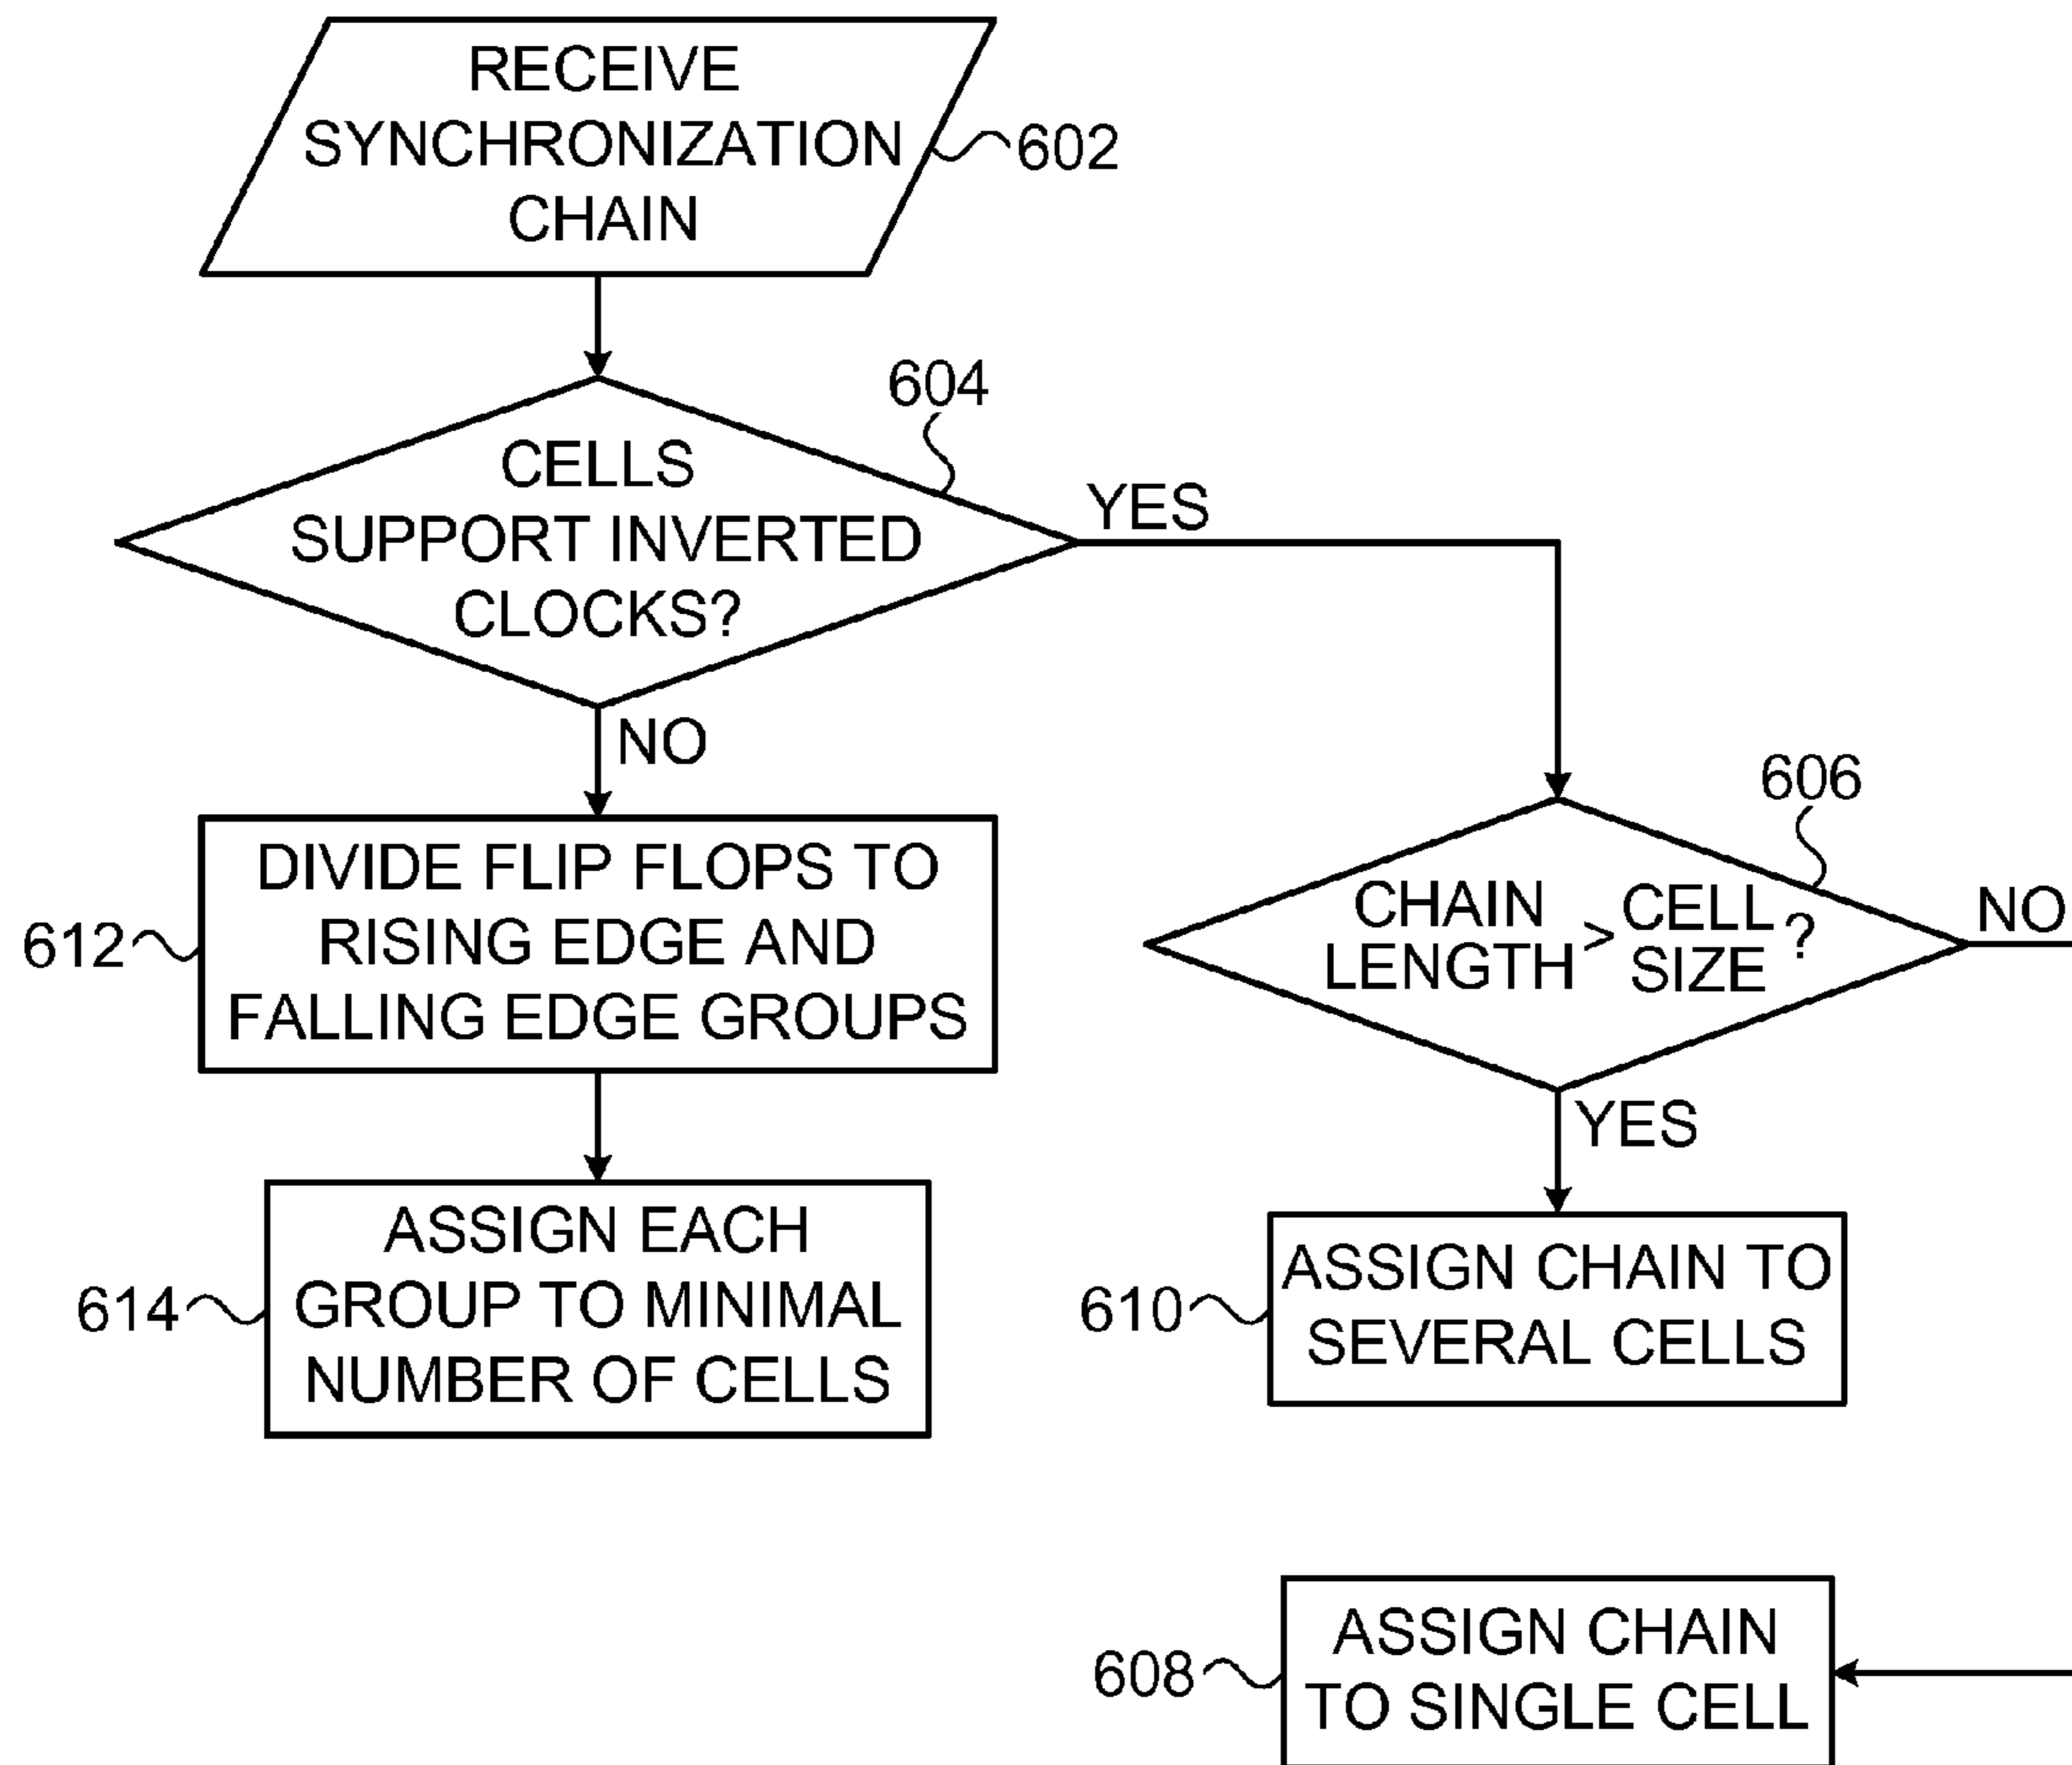 RECEIVE
SYNCHRONIZATION
CHAIN
602
604
CELLS
SUPPORT INVERTED
CLOCKS?
YES
NO
606
CHAIN
LENGTH
>
CELL
SIZE
?
NO
YES
612
DIVIDE FLIP FLOPS TO
RISING EDGE AND
FALLING EDGE GROUPS
614
ASSIGN EACH
GROUP TO MINIMAL
NUMBER OF CELLS
610
ASSIGN CHAIN TO
SEVERAL CELLS
608
ASSIGN CHAIN
TO SINGLE CELL